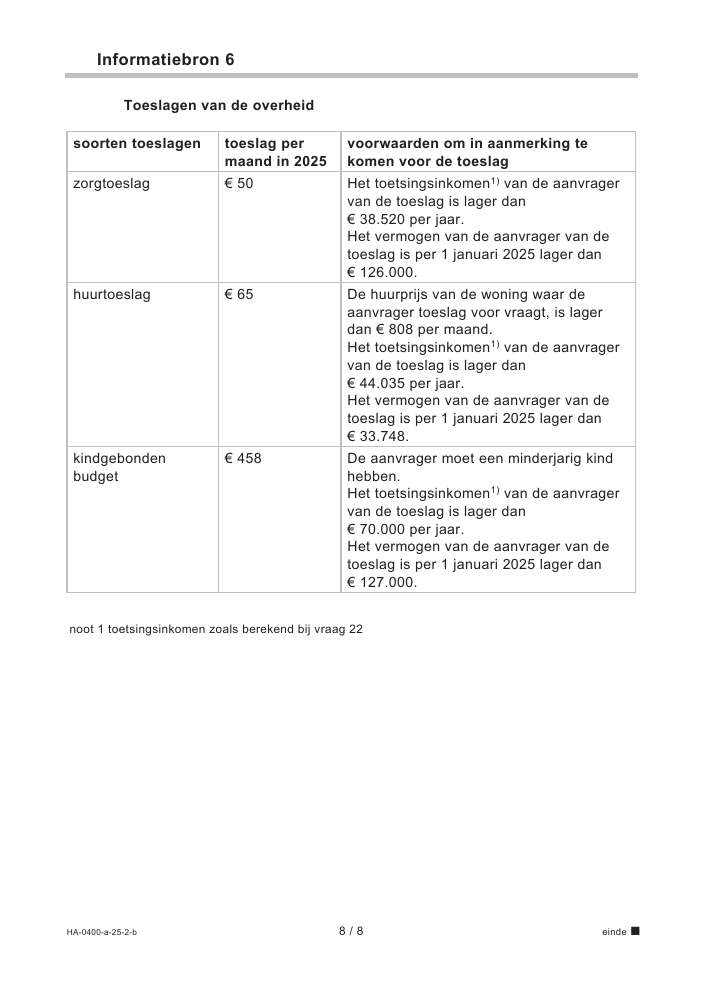 Informatiebron 6
Toeslagen van de overheid
soorten toeslagen
toeslag per
maand in 2025
voorwaarden om in aanmerking te
komen voor de toeslag
zorgtoeslag
€ 50
Het toetsingsinkomen1) van de aanvrager
van de toeslag is lager dan
€ 38.520 per jaar.
Het vermogen van de aanvrager van de
toeslag is per 1 januari 2025 lager dan
€ 126.000.
huurtoeslag
€ 65
De huurprijs van de woning waar de
aanvrager toeslag voor vraagt, is lager
dan € 808 per maand.
Het toetsingsinkomen1) van de aanvrager
van de toeslag is lager dan
€ 44.035 per jaar.
Het vermogen van de aanvrager van de
toeslag is per 1 januari 2025 lager dan
€ 33.748.
kindgebonden
budget
€ 458
De aanvrager moet een minderjarig kind
hebben.
Het toetsingsinkomen1) van de aanvrager
van de toeslag is lager dan
€ 70.000 per jaar.
Het vermogen van de aanvrager van de
toeslag is per 1 januari 2025 lager dan
€ 127.000.
noot 1 toetsingsinkomen zoals berekend bij vraag 22
HA-0400-a-25-2-b
8 / 8
einde ■